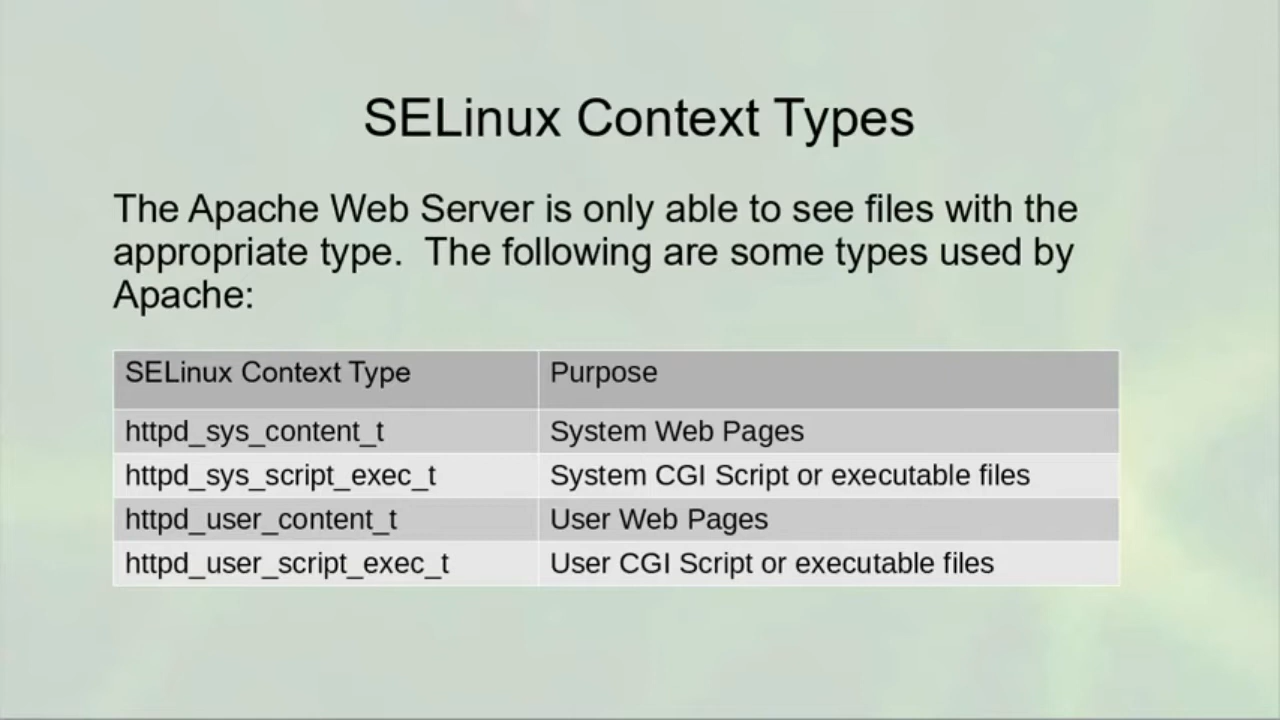 SELinux Context Types
The Apache Web Server is only able to see files with the
appropriate type.  The following are some types used by
Apache:
SELinux Context Type Purpose
httpd_sys_content_t System Web Pages
httpd_sys_script_exec_t System CGI Script or executable files
httpd_user_content_t User Web Pages
httpd_user_script_exec_t User CGI Script or executable files